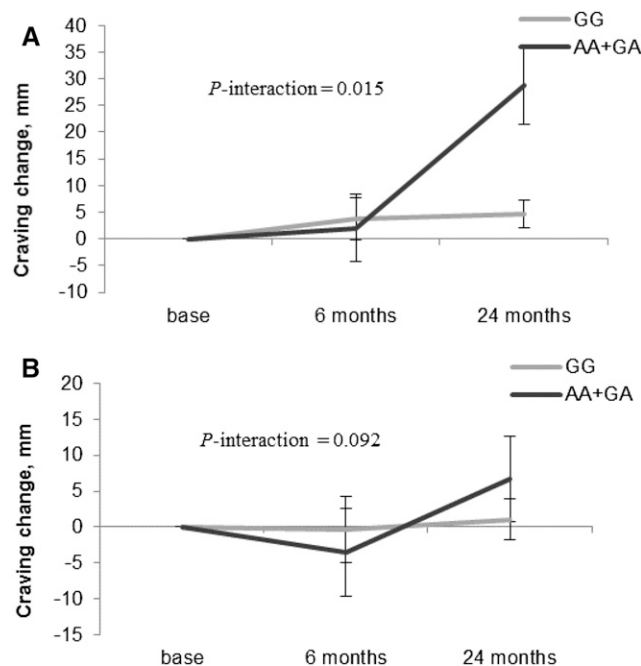 A
GG
AA+GA
P-interaction = 0.015
Craving change, mm
40
35
30
25
20
15
10
5
0
-5
-10
base 6 months 24 months
B
GG
AA+GA
P-interaction = 0.092
Craving change, mm
20
15
10
5
0
-5
-10
-15
base 6 months 24 months